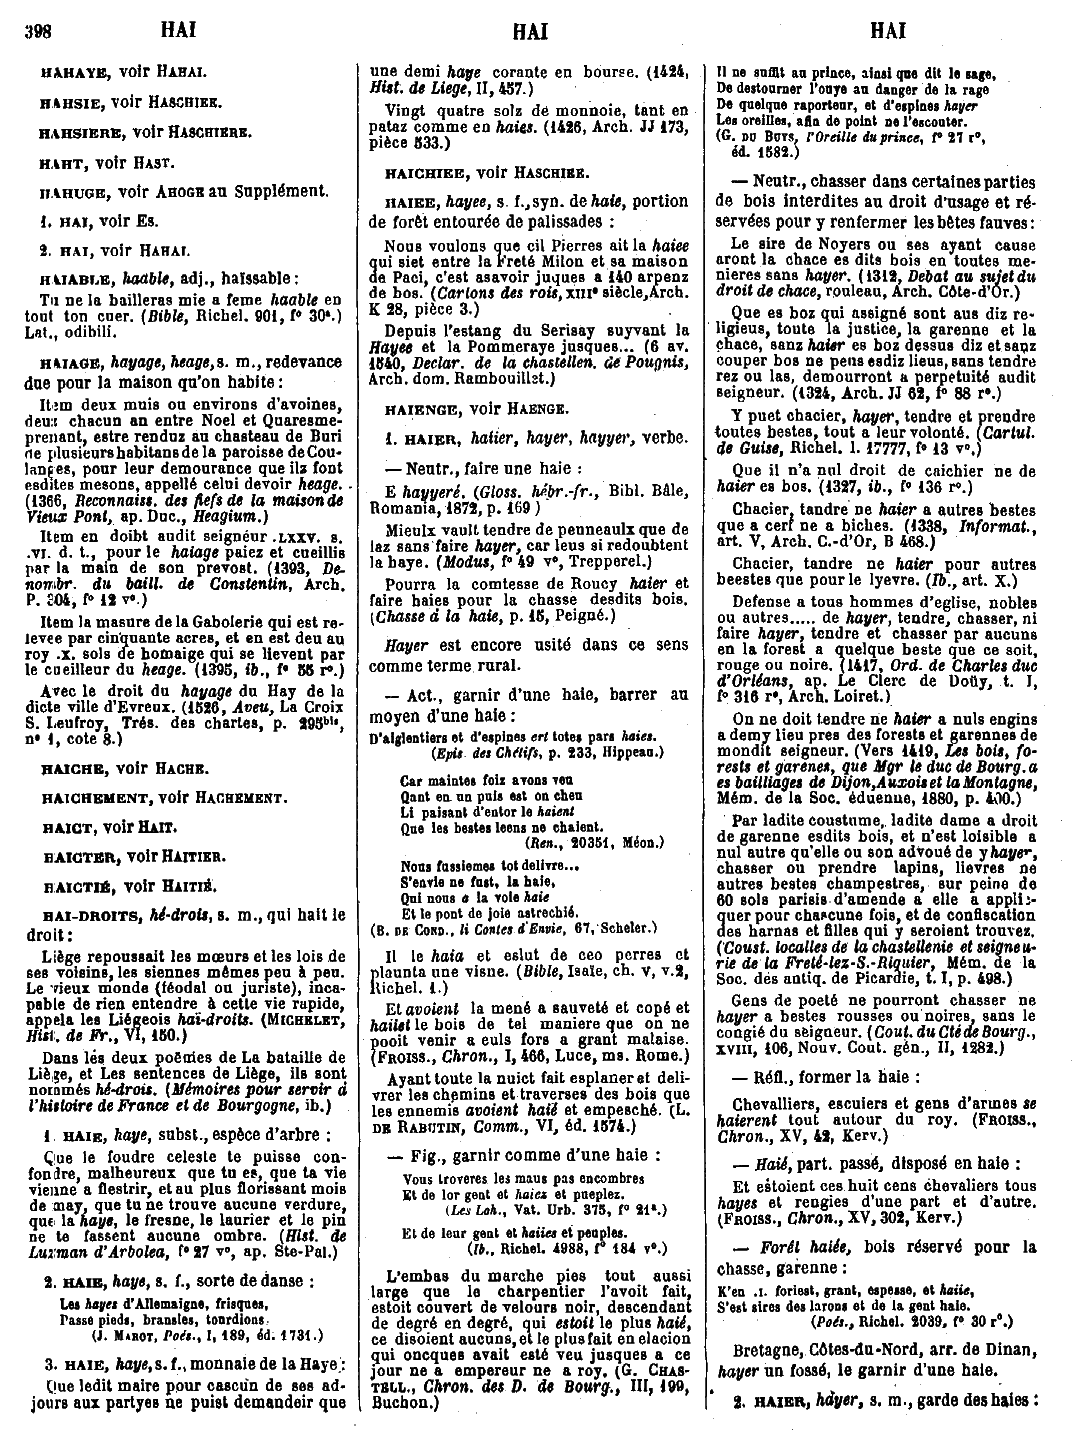 398 HAI HAI HAI
HAHAYE, voir HAHAI.
HAHSIE, voir HASCHIEE.
HAHSIERE, voir HASCHIERE.
HAHT, voir HAST.
HAHUGE, voir AHOGE au Supplément.
1. HAI, voir ES.
2. HAI, voir HAHAI.
HAIABLE, haable, adj., haïssable :
Tu ne la bailleras mie a feme haable en
tout ton cuer. (Bible, Richel. 901, f° 30ª.)
Lat., odibili.
HAIAGE, hayage, heage, s. m., redevance
due pour la maison qu'on habite :
Item deux muis ou environs d'avoines,
deux chacun an entre Noel et Quaresme-
prenant, estre renduz au chasteau de Buri
de plusieurs habitans de la paroisse de Cou-
langes, pour leur demourance que ilz font
esdites mesons, appellé celui devoir heage.
(1366, Reconnaiss. des fiefs de la maison de
Vieux Pont, ap. Duc., Heagium.)
Item en doibt audit seigneur .LXXV. s.
.VI. d. t., pour le haiage paiez et cueillis
par la main de son prevost. (1393, De-
nombr. du baill. de Constentin, Arch.
P. 304, f° 12 v°.)
Item la masure de la Gabolerie qui est re-
levee par cinquante acres, et en est deu au
roy .X. sols de homaige qui se lievent par
le cueilleur du heage. (1395, ib., f° 55 r°.)
Avec le droit du hayage du Hay de la
dicte ville d'Evreux. (1526, Aveu, La Croix
S. Leufroy, Trés. des chartes, p. 295bis,
n° 1, cote 8.)
HAICHE, voir HACHE.
HAICHEMENT, voir HACHEMENT.
HAICT, voir HAIT.
HAICTER, voir HAITIER.
HAICTIÉ, voir HAITIÉ.
HAI-DROITS, hé-drois, s. m., qui hait le
droit :
Liège repoussait les mœurs et les lois de
ses voisins, les siennes mêmes peu à peu.
Le vieux monde (féodal ou juriste), inca-
pable de rien entendre à cette vie rapide,
appela les Liégeois haï-droits. (MICHELET,
Hist. de Fr., VI, 150.)
Dans les deux poëmes de La bataille de
Liège, et Les sentences de Liège, ils sont
nommés hé-drois. (Mémoires pour servir à
l'histoire de France et de Bourgogne, ib.)
1. HAIE, haye, subst., espèce d'arbre :
Que le foudre celeste te puisse con-
fondre, malheureux que tu es, que ta vie
vienne a flestrir, et au plus florissant mois
de may, que tu ne trouve aucune verdure,
que la haye, le fresne, le laurier et le pin
ne te fassent aucune ombre. (Hist. de
Luzman d'Arbolea, f° 27 v°, ap. Ste-Pal.)
2. HAIE, haye, s. f., sorte de danse :
Les hayes d'Allemaigne, frisques,
Passe pieds, bransles, tourdions.
(J. MAROT, Poés., I, 189, éd. 1731.)
3. HAIE, haye, s. f., monnaie de la Haye :
Que ledit maire pour cascun de ses ad-
jours aux partyes ne puist demandeir que
une demi haye corante en bourse. (1424,
Hist. de Liege, II, 457.)
Vingt quatre solz de monnoie, tant en
pataz comme en haies. (1426, Arch. JJ 173,
pièce 533.)
HAICHIEE, voir HASCHIEE.
HAIEE, hayee, s. f., syn. de haie, portion
de forêt entourée de palissades :
Nous voulons que cil Pierres ait la haiee
qui siet entre la Freté Milon et sa maison
de Paci, c'est asavoir juques a 140 arpenz
de bos. (Cartons des rois, XIIIᵉ siècle, Arch.
K 28, pièce 3.)
Depuis l'estang du Serisay suyvant la
Hayee et la Pommeraye jusques... (6 av.
1540, Declar. de la chastellen. de Pougnis,
Arch. dom. Rambouillet.)
HAIENGE, voir HAENGE.
1. HAIER, haiier, hayer, hayyer, verbe.
— Neutr., faire une haie :
E hayyeré. (Gloss. hébr.-fr., Bibl. Bâle,
Romania, 1872, p. 169)
Mieulx vault tendre de penneaulx que de
laz sans faire hayer, car leus si redoubtent
la haye. (Modus, f° 49 v°, Trepperel.)
Pourra la comtesse de Roucy haier et
faire haies pour la chasse desdits bois.
(Chasse à la haie, p. 15, Peigné.)
Hayer est encore usité dans ce sens
comme terme rural.
— Act., garnir d'une haie, barrer au
moyen d'une haie :
D'aiglentiers et d'espines ert totes pars haies.
(Epis. des Chétifs, p. 233, Hippeau.)
Car maintes foiz avons veu
Qant en un puis est on cheu
Li paisant d'entor le haient
Que les bestes leens ne chaient.
(Ren., 20351, Méon.)
Nous fussiemes tot delivre...
S'envie ne fust, la haie,
Qui nous a la voie haie
Et le pont de joie astrechié.
(B. DE COND., li Contes d'Envie, 67, Scheler.)
Il le haia et eslut de ceo perres et
plaunta une visne. (Bible, Isaïe, ch. V, v. 2,
Richel. 1.)
Et avoient la mené a sauveté et copé et
haiiet le bois de tel maniere que on ne
pooit venir a euls fors a grant malaise.
(FROISS., Chron., I, 466, Luce, ms. Rome.)
Ayant toute la nuict fait esplaner et deli-
vrer les chemins et traverses des bois que
les ennemis avoient haié et empesché. (L.
DE RABUTIN, Comm., VI, éd. 1574.)
— Fig., garnir comme d'une haie :
Vous troveres les maus pas encombres
Et de lor gent et haiez et pueplez.
(Les Loh., Vat. Urb. 375, f° 21ª.)
Et de leur gent et haiies et peuples.
(Ib., Richel. 4988, f° 184 v°.)
L'embas du marche pies tout aussi
large que le charpentier l'avoit fait,
estoit couvert de velours noir, descendant
de degré en degré, qui estoit le plus haié,
ce disoient aucuns, et le plus fait en elacion
qui oncques avait esté veu jusques a ce
jour ne a empereur ne a roy. (G. CHAS-
TELL., Chron. des D. de Bourg., III, 199,
Buchon.)
Il ne suffit au prince, ainsi que dit le sage,
De destourner l'ouye au danger de la rage
De quelque raporteur, et d'espines hayer
Les oreilles, afin de point ne l'escouter.
(G. DU BUYS, l'Oreille du prince, f° 27 r°,
éd. 1582.)
— Neutr., chasser dans certaines parties
de bois interdites au droit d'usage et ré-
servées pour y renfermer les bêtes fauves :
Le sire de Noyers ou ses ayant cause
aront la chace es dits bois en toutes me-
nieres sans hayer. (1312, Debat au sujet du
droit de chace, rouleau, Arch. Côte-d'Or.)
Que es boz qui assigné sont aus diz re-
ligieus, toute la justice, la garenne et la
chace, sanz haier es boz dessus diz et sanz
couper bos ne pens esdiz lieus, sans tendre
rez ou las, demourront a perpetuité audit
seigneur. (1324, Arch. JJ 62, f° 88 r°.)
Y puet chacier, hayer, tendre et prendre
toutes bestes, tout a leur volonté. (Cartul.
de Guise, Richel. l. 17777, f° 13 v°.)
Que il n'a nul droit de caichier ne de
haier es bos. (1327, ib., f° 136 r°.)
Chacier, tandre ne haier a autres bestes
que a cerf ne a biches. (1338, Informat.,
art. V, Arch. C.-d'Or, B 468.)
Chacier, tandre ne haier pour autres
beestes que pour le lyevre. (Ib., art. X.)
Defense a tous hommes d'eglise, nobles
ou autres..... de hayer, tendre, chasser, ni
faire hayer, tendre et chasser par aucuns
en la forest a quelque beste que ce soit,
rouge ou noire. (1417, Ord. de Charles duc
d'Orléans, ap. Le Clerc de Doüy, t. I,
f° 316 r°, Arch. Loiret.)
On ne doit tendre ne haier a nuls engins
a demy lieu pres des forests et garennes de
mondit seigneur. (Vers 1419, Les bois, fo-
rests et garenes, que Mgr le duc de Bourg. a
es bailliages de Dijon, Auxois et la Montagne,
Mém. de la Soc. éduenne, 1880, p. 400.)
Par ladite coustume, ladite dame a droit
de garenne esdits bois, et n'est loisible a
nul autre qu'elle ou son advoué de y hayer,
chasser ou prendre lapins, lievres ne
autres bestes champestres, sur peine de
60 sols parisis d'amende a elle a appli-
quer pour chascune fois, et de confiscation
des harnas et filles qui y seroient trouvez.
(Coust. localles de la chastellenie et seigneu-
rie de la Freté-lez-S.-Riquier, Mém. de la
Soc. des antiq. de Picardie, t. I, p. 498.)
Gens de poeté ne pourront chasser ne
hayer a bestes rousses ou noires, sans le
congié du seigneur. (Cout. du Cté de Bourg.,
XVIII, 106, Nouv. Cout. gén., II, 1282.)
— Réfl., former la haie :
Chevalliers, escuiers et gens d'armes se
haierent tout autour du roy. (FROISS.,
Chron., XV, 42, Kerv.)
— Haié, part. passé, disposé en haie :
Et estoient ces huit cens chevaliers tous
hayes et rengies d'une part et d'autre.
(FROISS., Chron., XV, 302, Kerv.)
— Forêt haiée, bois réservé pour la
chasse, garenne :
K'en .I. foriest, grant, espesse, et haiie,
S'est sires des larons et de la gent haie.
(Poés., Richel. 2039, f° 30 r°.)
Bretagne, Côtes-du-Nord, arr. de Dinan,
hayer un fossé, le garnir d'une haie.
2. HAIER, hayer, s. m., garde des haies :